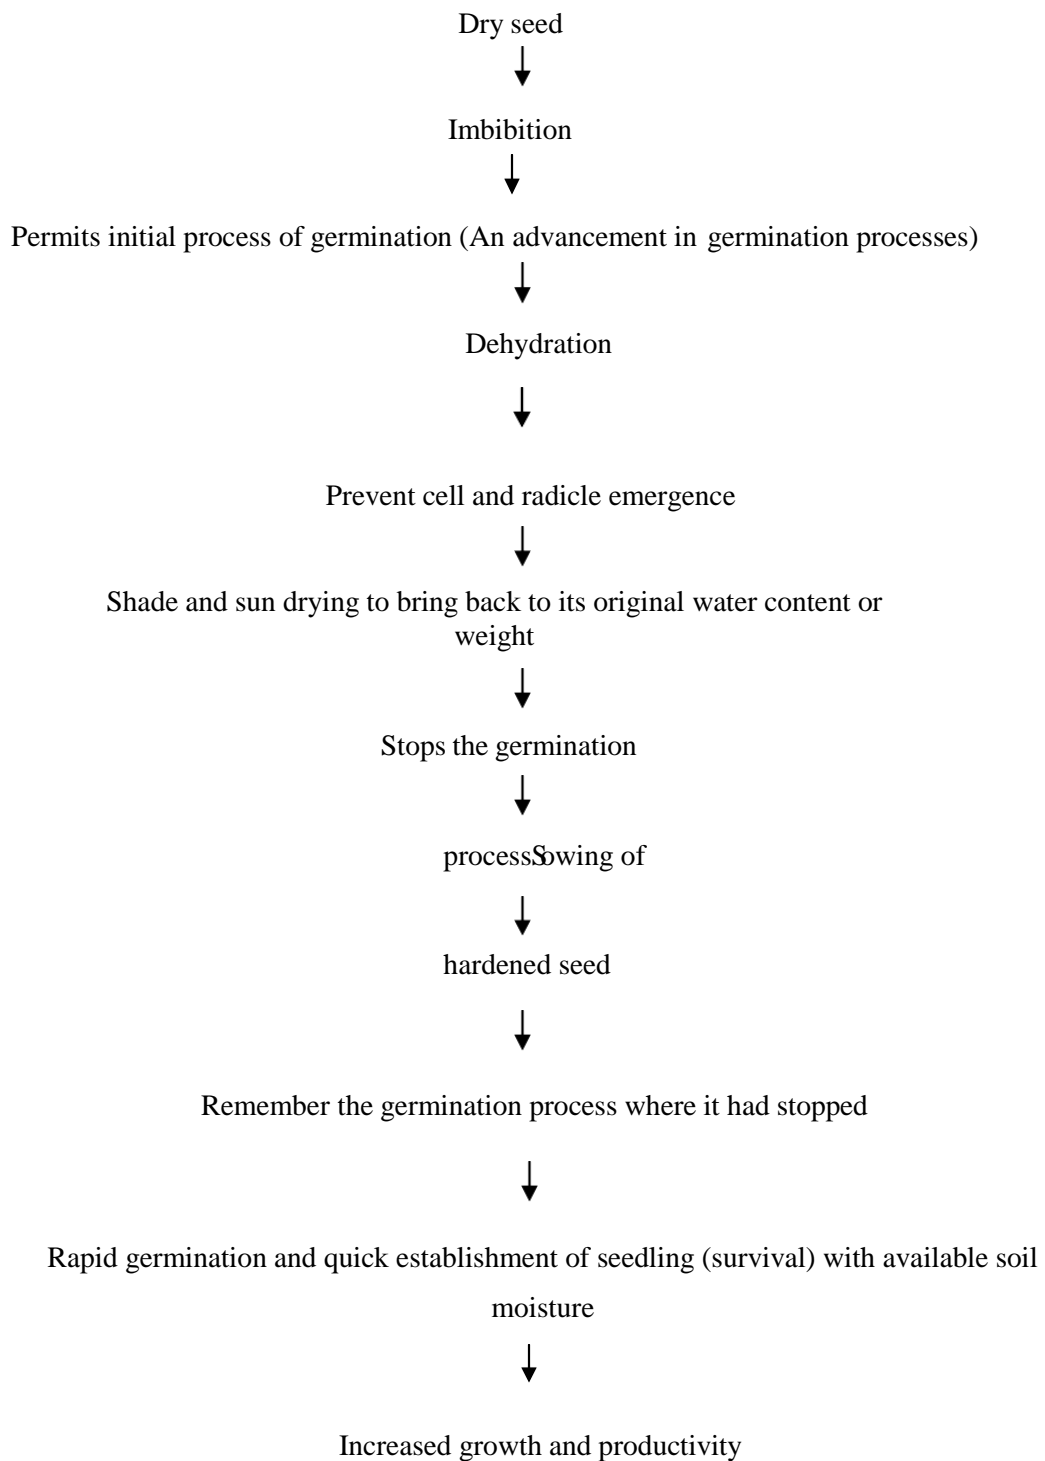 Dry seed
Imbibition
Permits initial process of germination (An advancement in germination processes)
Dehydration
Prevent cell and radicle emergence
Shade and sun drying to bring back to its original water content or
weight
Stops the germination
processSowing of
hardened seed
Remember the germination process where it had stopped
Rapid germination and quick establishment of seedling (survival) with available soil
moisture
Increased growth and productivity